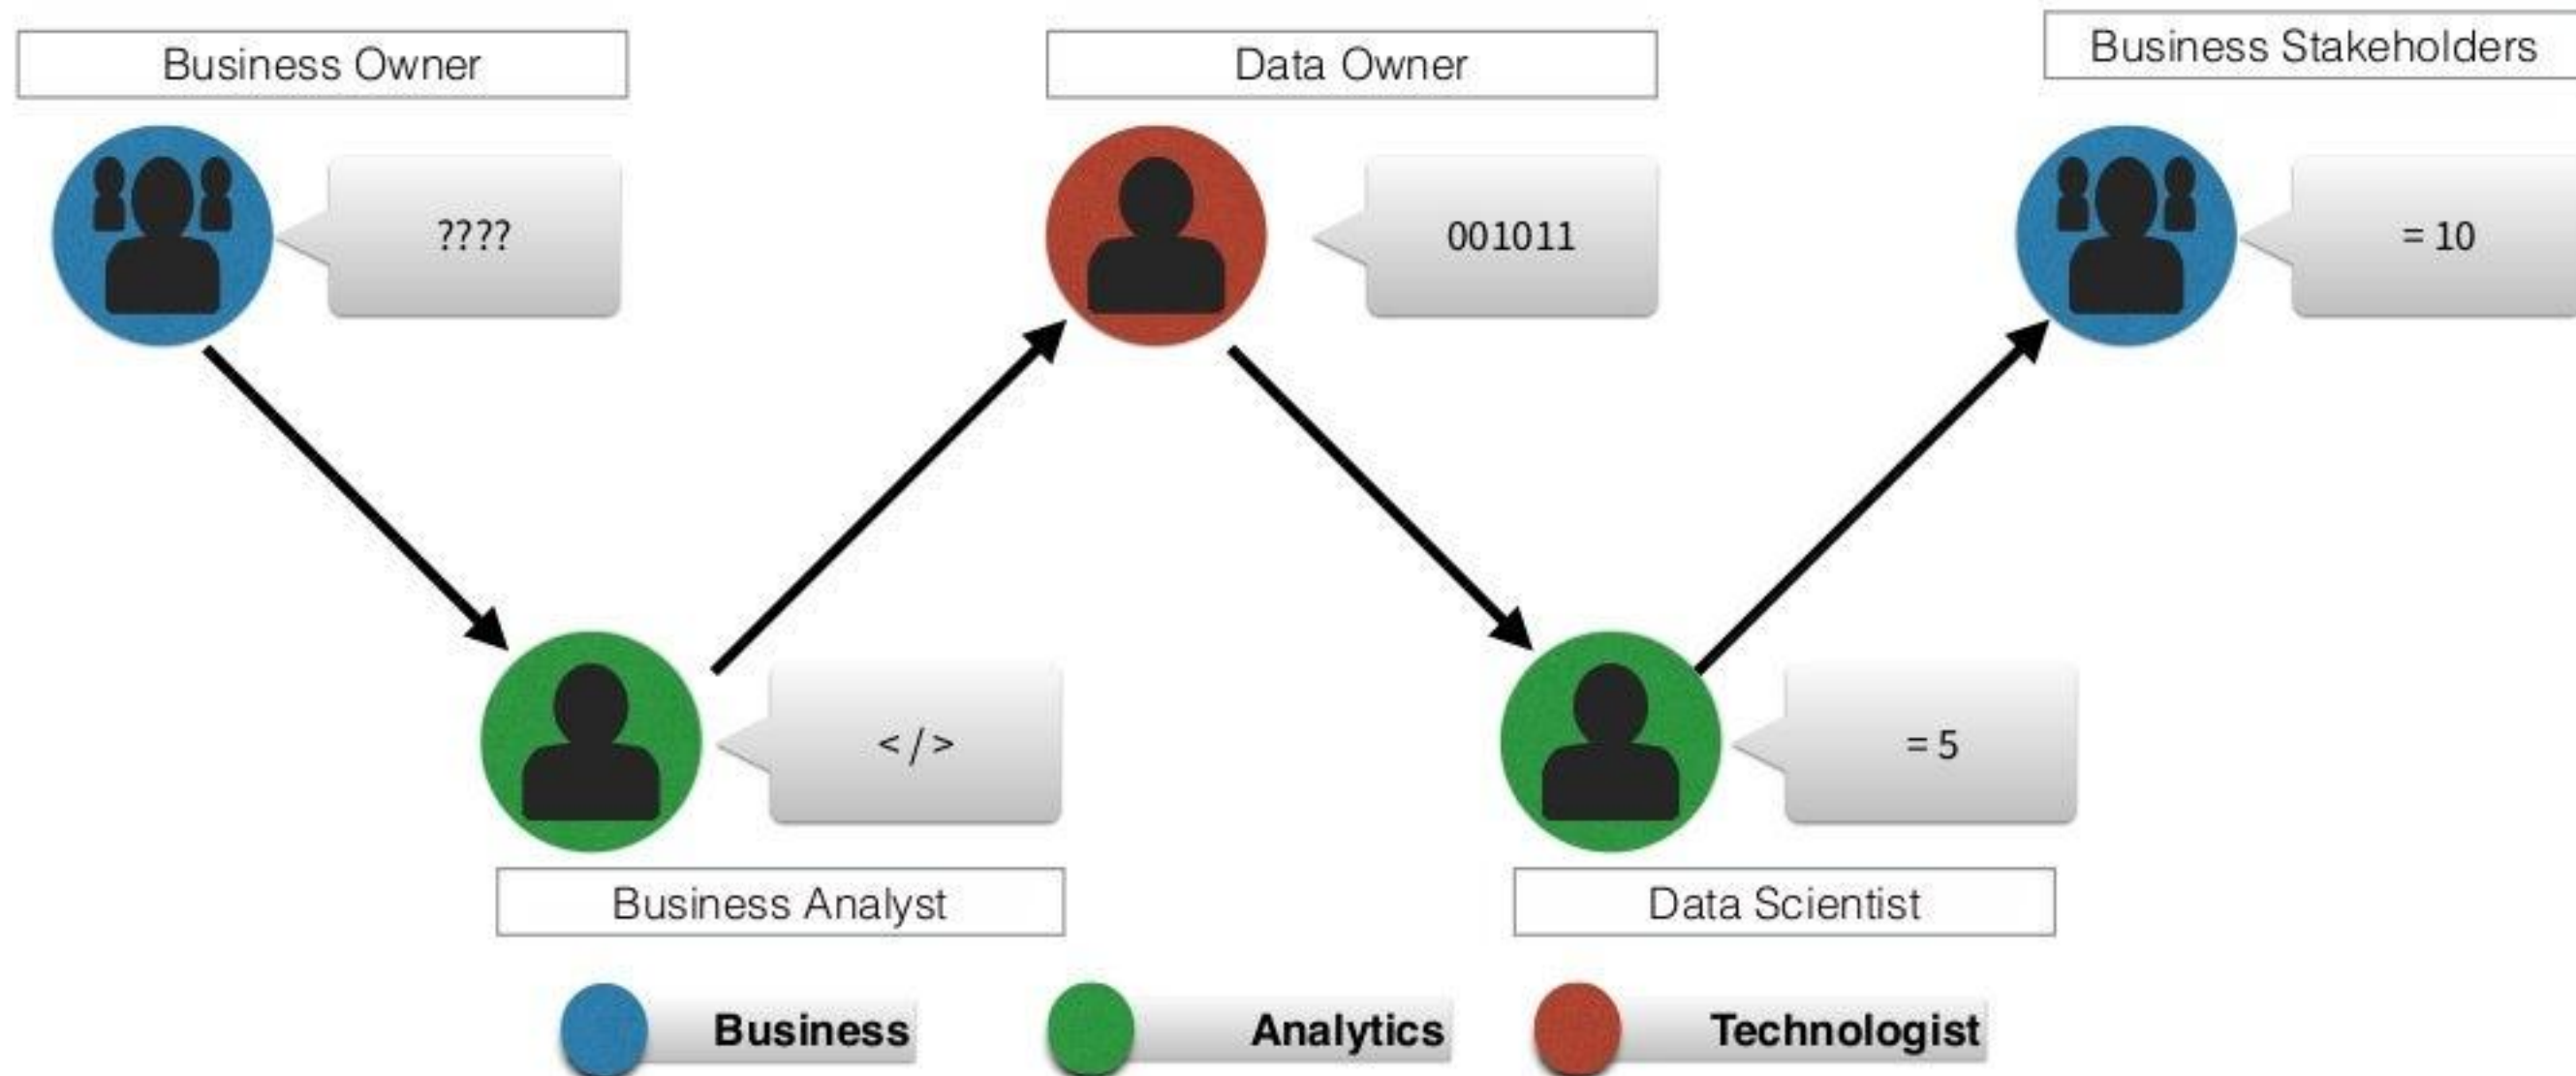 Business Owner
Data Owner
Business Stakeholders
????
001011
= 10
< / >
= 5
Business Analyst
Data Scientist
Business
Analytics
Technologist